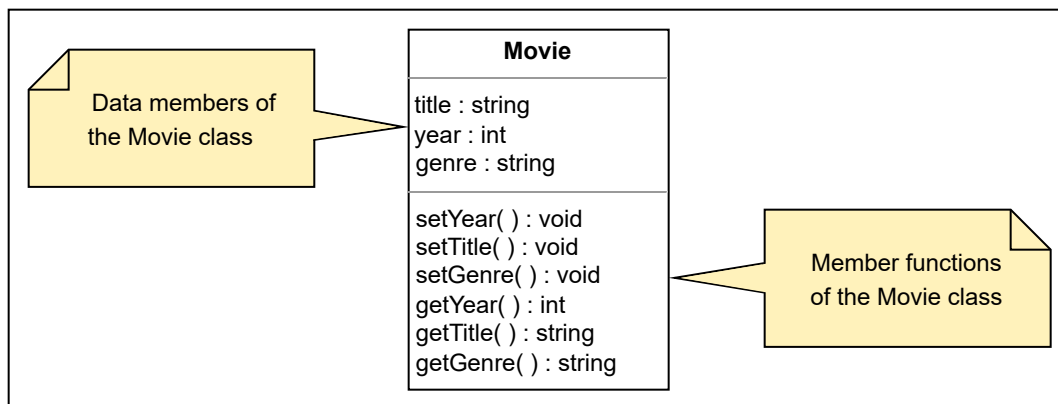 Movie
Data members of
the Movie class
title : string
year : int
genre : string
setYear( ) : void
setTitle( ) : void
setGenre( ) : void
getYear( ) : int
getTitle( ) : string
getGenre( ) : string
Member functions
of the Movie class